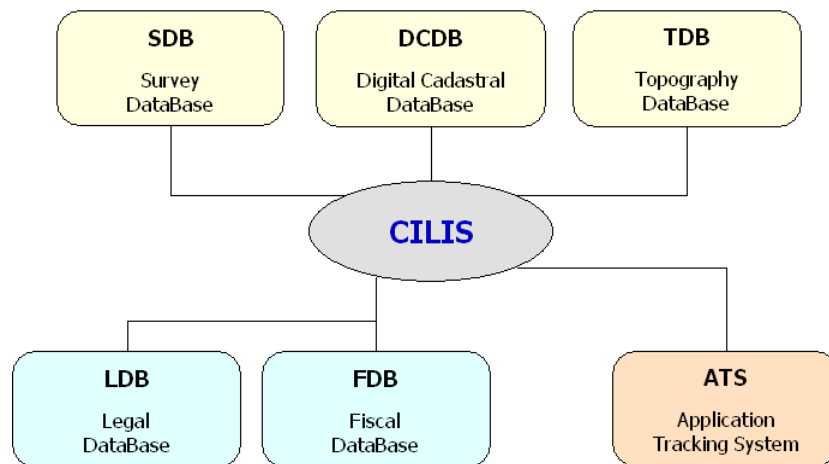 SDB
Survey
DataBase
DCDB
Digital Cadastral
DataBase
TDB
Topography
DataBase
CILIS
LDB
Legal
DataBase
FDB
Fiscal
DataBase
ATS
Application
Tracking System